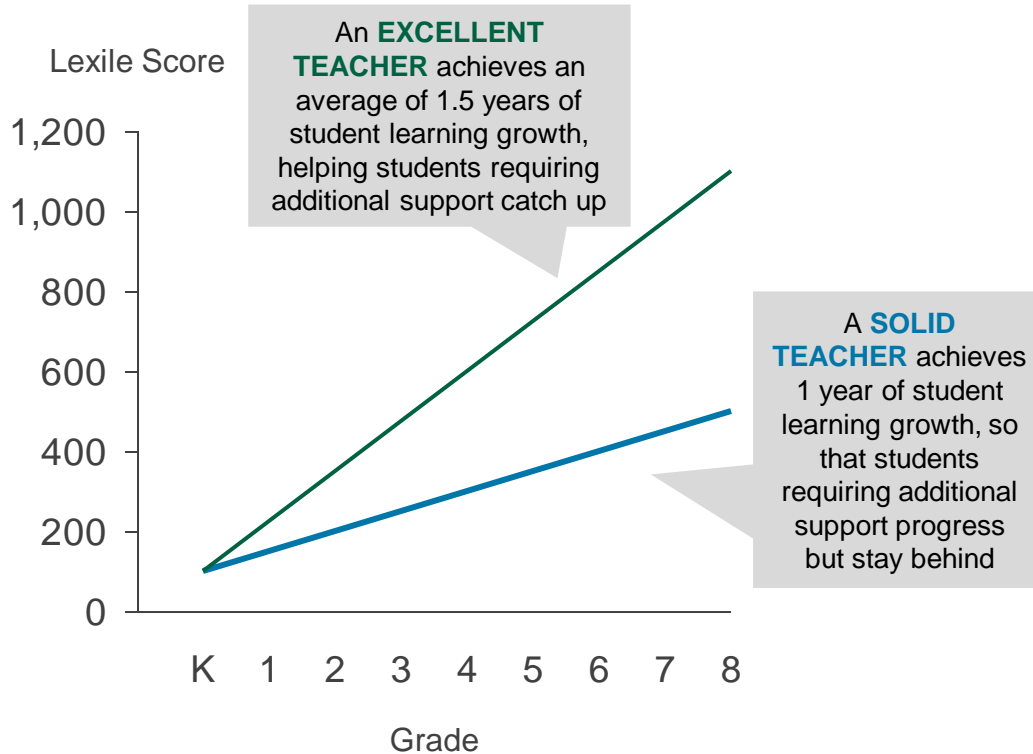 An EXCELLENT
TEACHER achieves an
average of 1.5 years of
student learning growth,
helping students requiring
additional support catch up
Lexile Score
1,200
1,000
800
600
400
200
0
A SOLID
TEACHER achieves
1 year of student
learning growth, so
that students
requiring additional
support progress
but stay behind
K 1 2 3 4 5 6 7 8
Grade